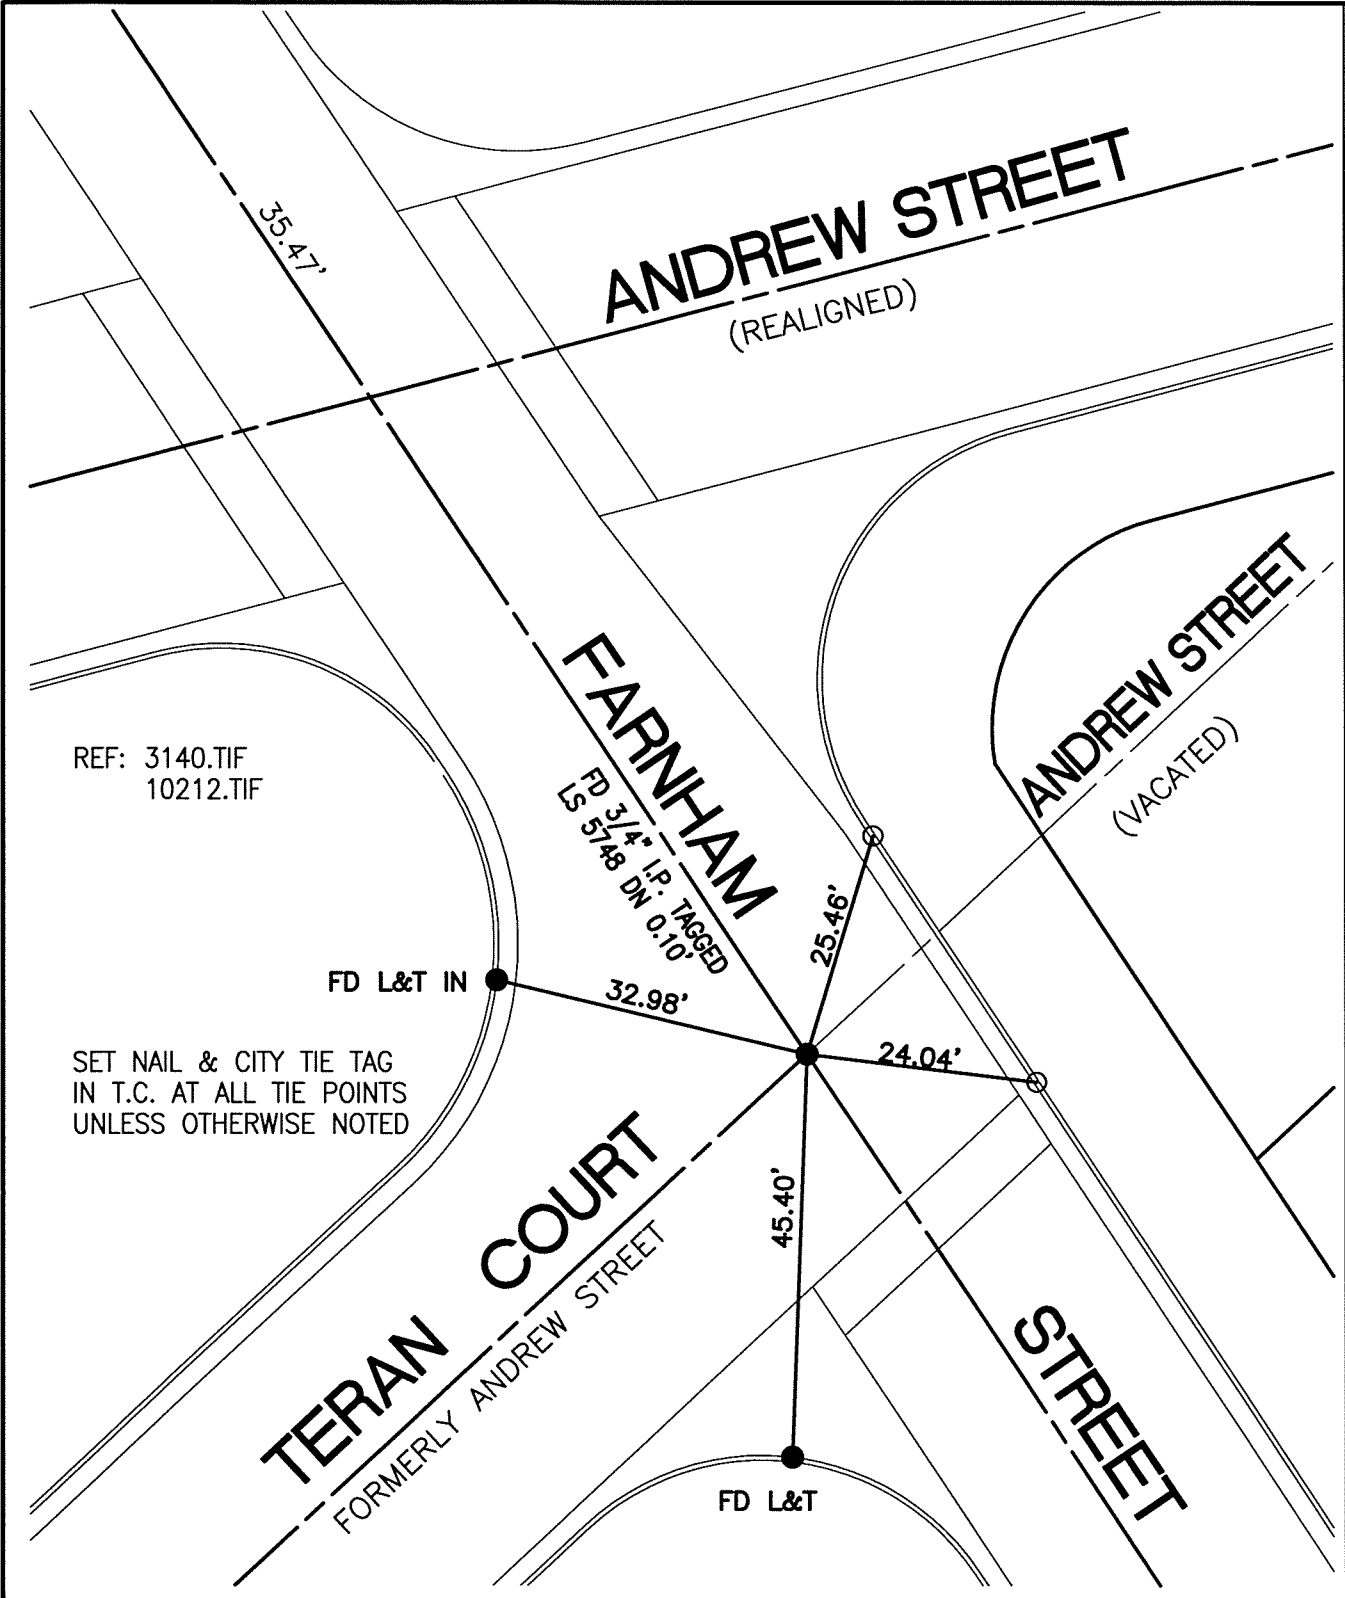 35.47'
ANDREW STREET
(REALIGNED)
ANDREW STREET
(VACATED)
FARNHAM
FD 3/4" I.P. TAGGED
LS 5748 DN 0.10'
REF: 3140.TIF
10212.TIF
25.46'
FD L&T IN
32.98'
24.04'
SET NAIL & CITY TIE TAG
IN T.C. AT ALL TIE POINTS
UNLESS OTHERWISE NOTED
45.40'
TERAN COURT
FORMERLY ANDREW STREET
STREET
FD L&T